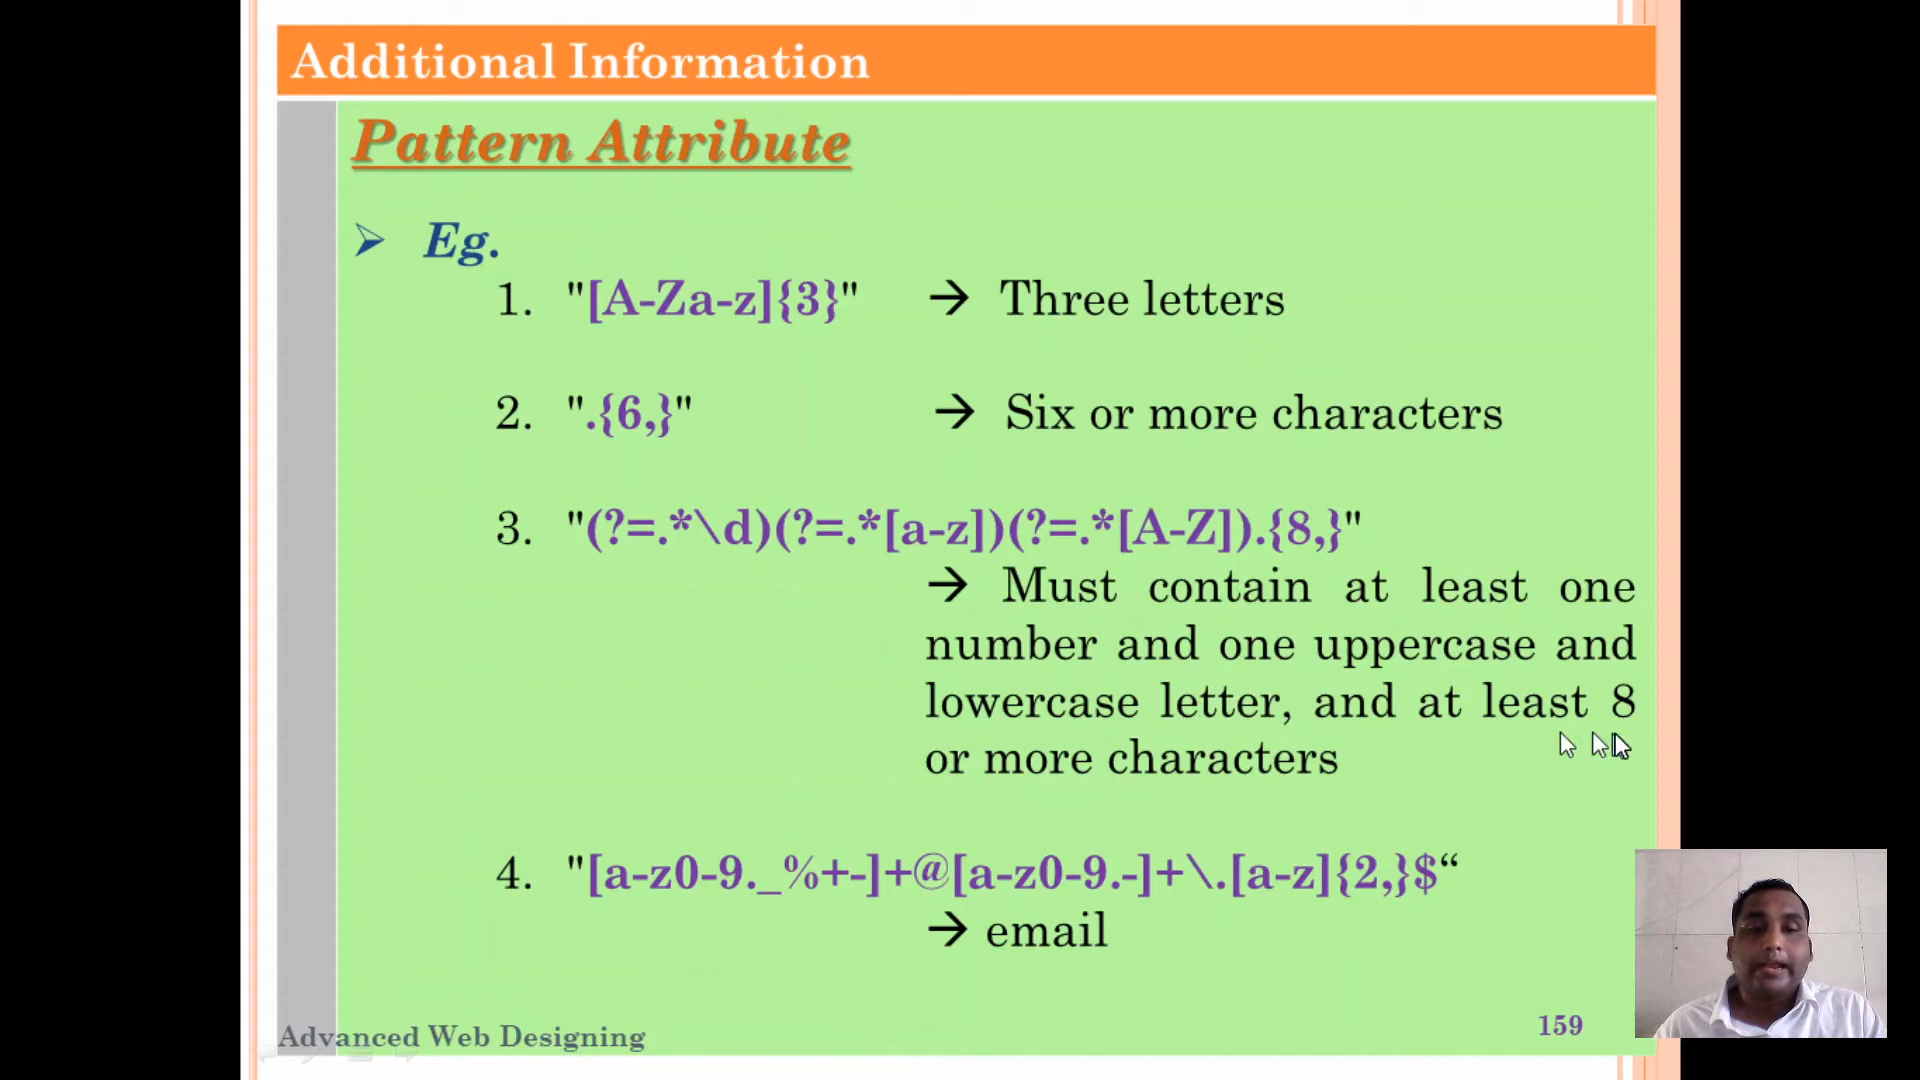 Additional Information
Pattern Attribute
➢ Eg.
1. "[A-Za-z]{3}" → Three letters
2. ".{6,}" → Six or more characters
3. "(?=.*\d)(?=.*[a-z])(?=.*[A-Z]).{8,}"
→ Must contain at least one
number and one uppercase and
lowercase letter, and at least 8
or more characters
4. "[a-z0-9._%+-]+@[a-z0-9.-]+\.[a-z]{2,}$“
→ email
Advanced Web Designing
159